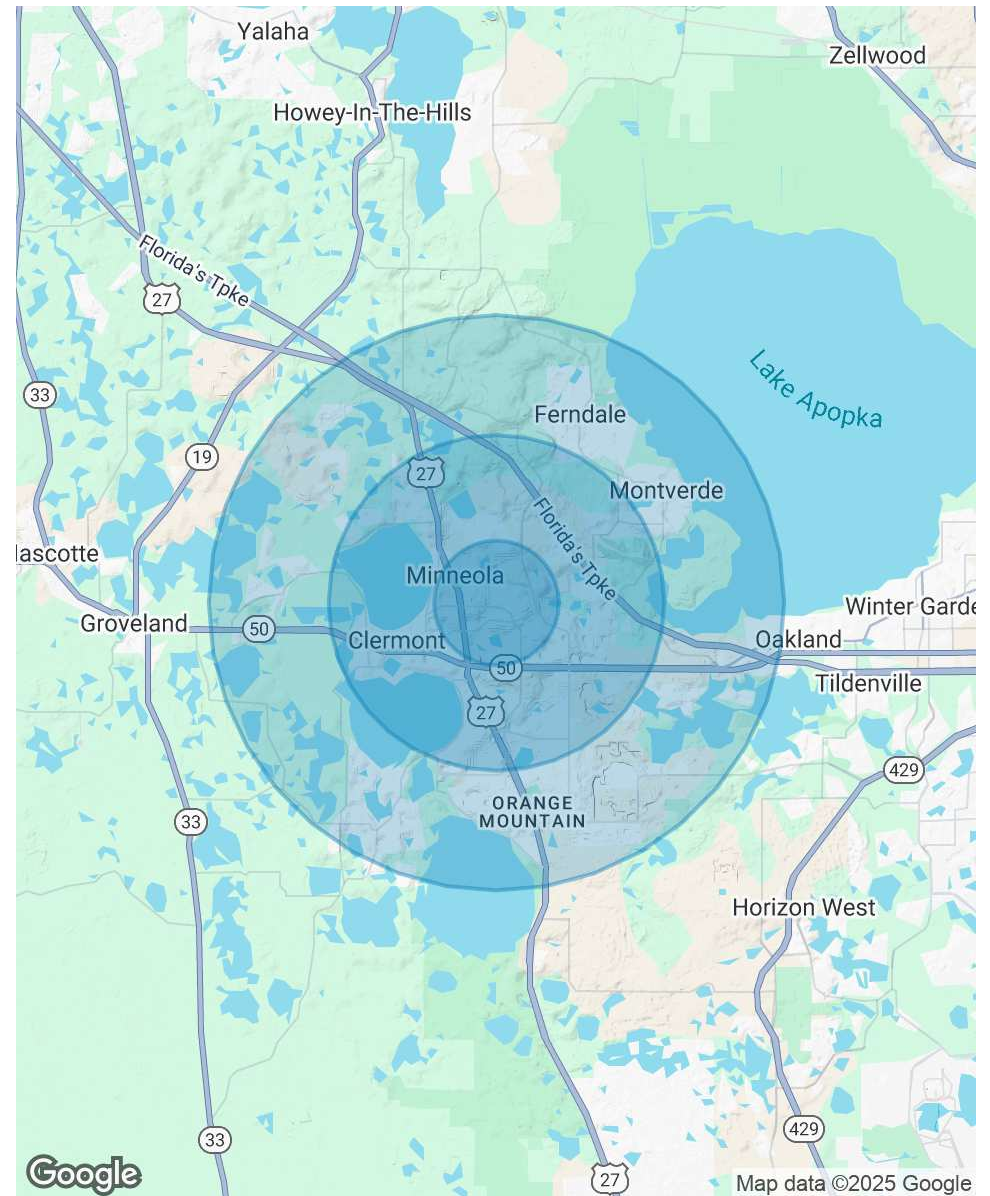 Yalaha
Zellwood
Howey-In-The-Hills
Florida's Tpke
27
33
Lake Apopka
Ferndale
19
27
Montverde
Florida's Tpke
lascotte
Minneola
Winter Garde
Groveland
50
Clermont
Oakland
50
Tildenville
27
429
ORANGE
MOUNTAIN
33
Horizon West
429
33
27
Google
Map data ©2025 Google